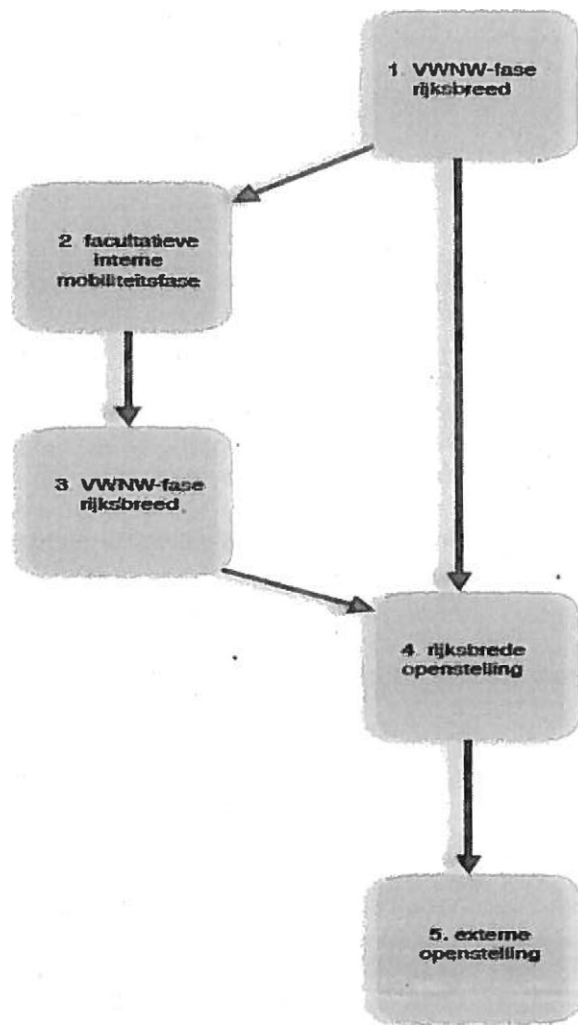 1. VWNW-fase
rijksbreed
2. facultatieve
interne
mobiliteitsfase
3. VWNW-fase
rijksbreed
4. rijksbrede
openstelling
5. externe
openstelling